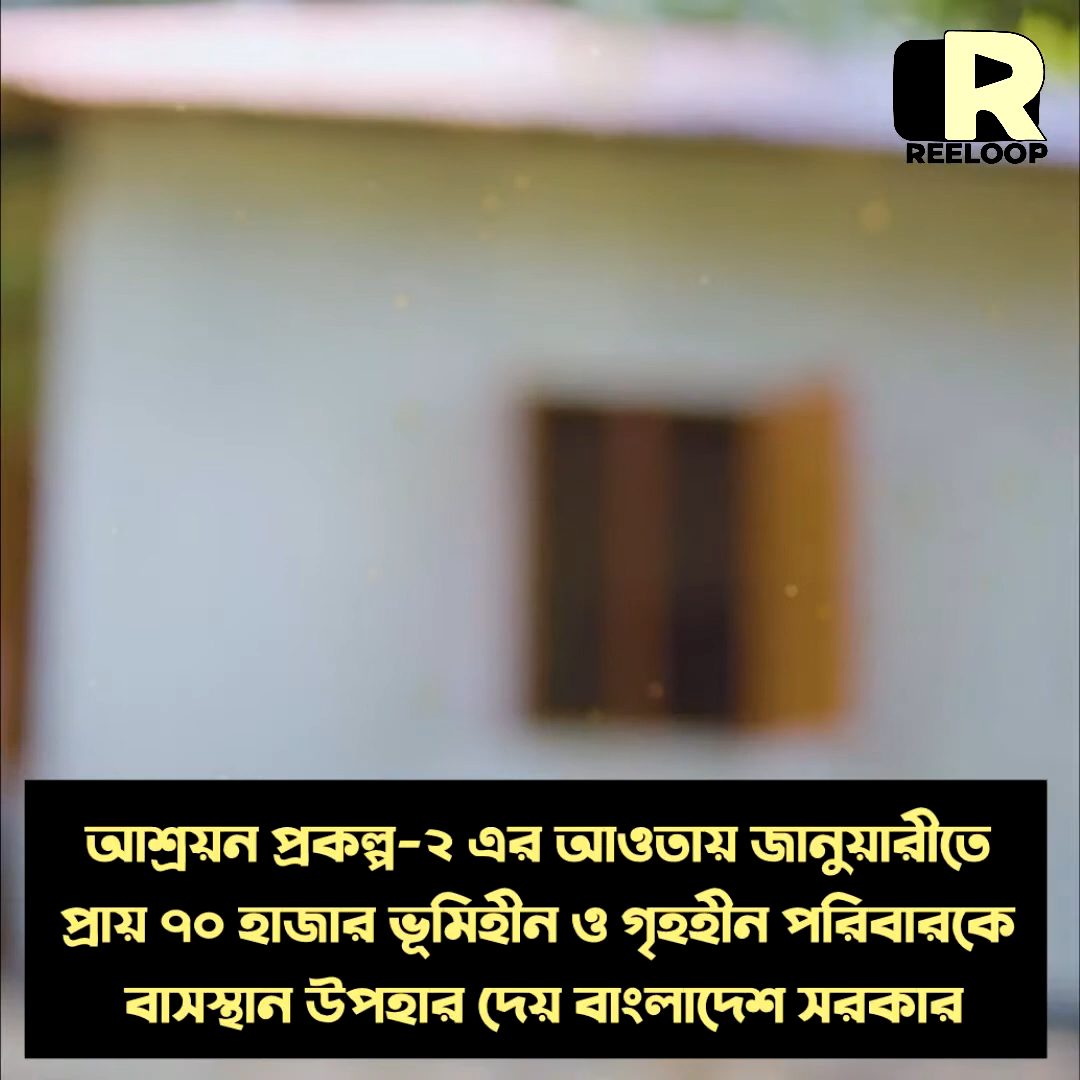 R
REELOOP
আশ্রয়ন প্রকল্প-২ এর আওতায় জানুয়ারীতে
প্রায় ৭০ হাজার ভূমিহীন ও গৃহহীন পরিবারকে
বাসস্থান উপহার দেয় বাংলাদেশ সরকার